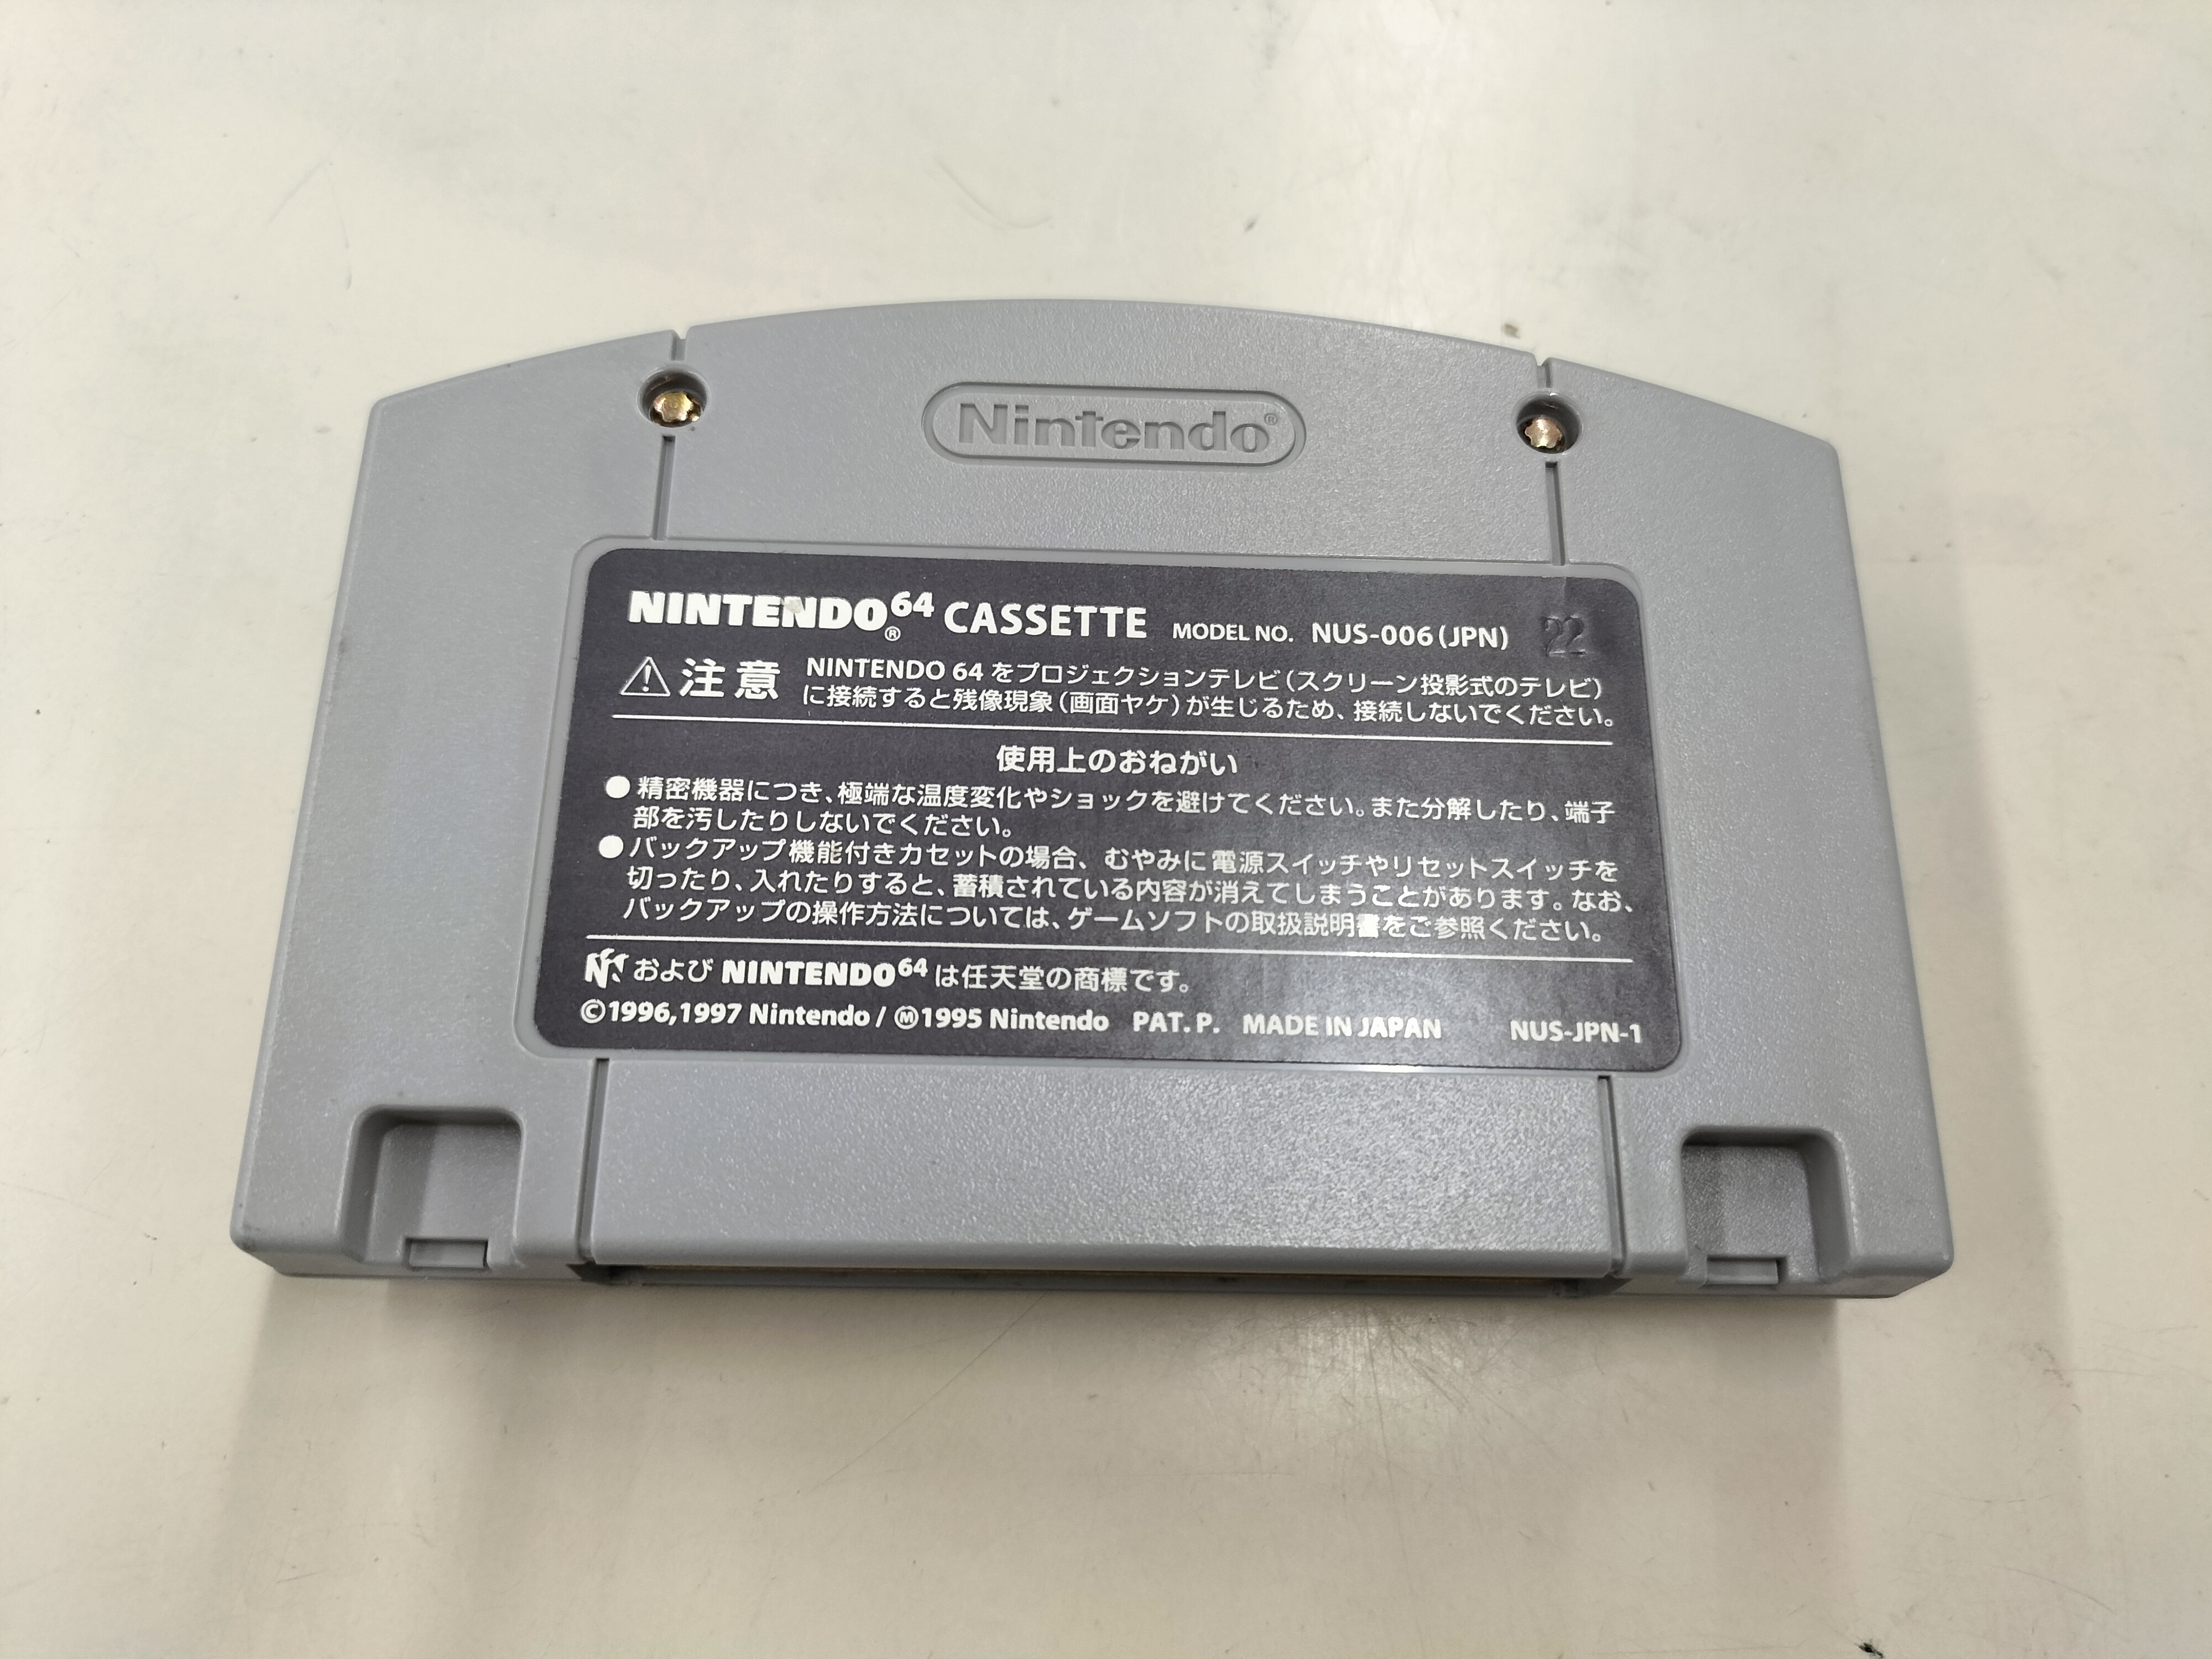 Nintendo®
NINTENDO®64 CASSETTE MODEL NO. NUS-006(JPN) 22
⚠注意 NINTENDO 64 をプロジェクションテレビ(スクリーン投影式のテレビ)
に接続すると残像現象(画面ヤケ)が生じるため、接続しないでください。
使用上のおねがい
●精密機器につき、極端な温度変化やショックを避けてください。また分解したり、端子
部を汚したりしないでください。
●バックアップ機能付きカセットの場合、むやみに電源スイッチやリセットスイッチを
切ったり、入れたりすると、蓄積されている内容が消えてしまうことがあります。なお、
バックアップの操作方法については、ゲームソフトの取扱説明書をご参照ください。
および NINTENDO64 は任天堂の商標です。
©1996,1997 Nintendo / Ⓜ1995 Nintendo PAT. P. MADE IN JAPAN NUS-JPN-1